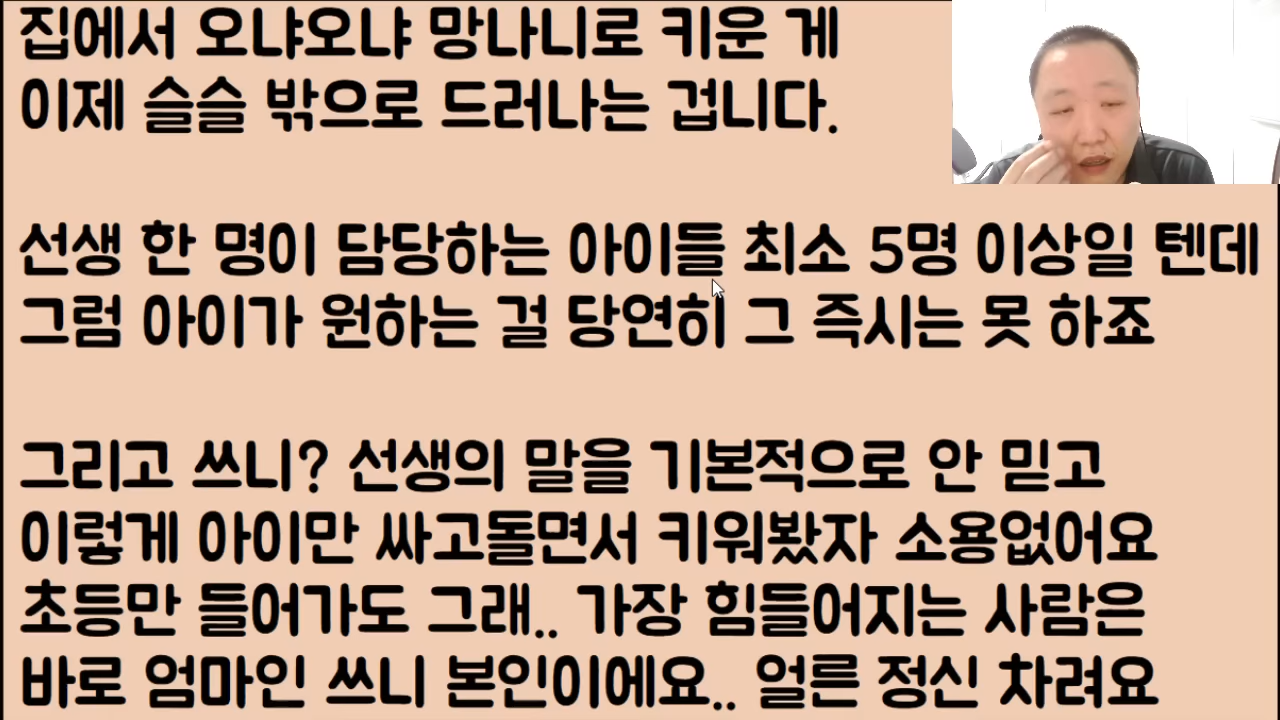 집에서 오냐오냐 망나니로 키운 게
이제 슬슬 밖으로 드러나는 겁니다.
선생 한 명이 담당하는 아이들 최소 5명 이상일 텐데
그럼 아이가 원하는 걸 당연히 그 즉시는 못 하죠
그리고 쓰니? 선생의 말을 기본적으로 안 믿고
이렇게 아이만 싸고돌면서 키워봤자 소용없어요
초등만 들어가도 그래.. 가장 힘들어지는 사람은
바로 엄마인 쓰니 본인이에요.. 얼른 정신 차려요